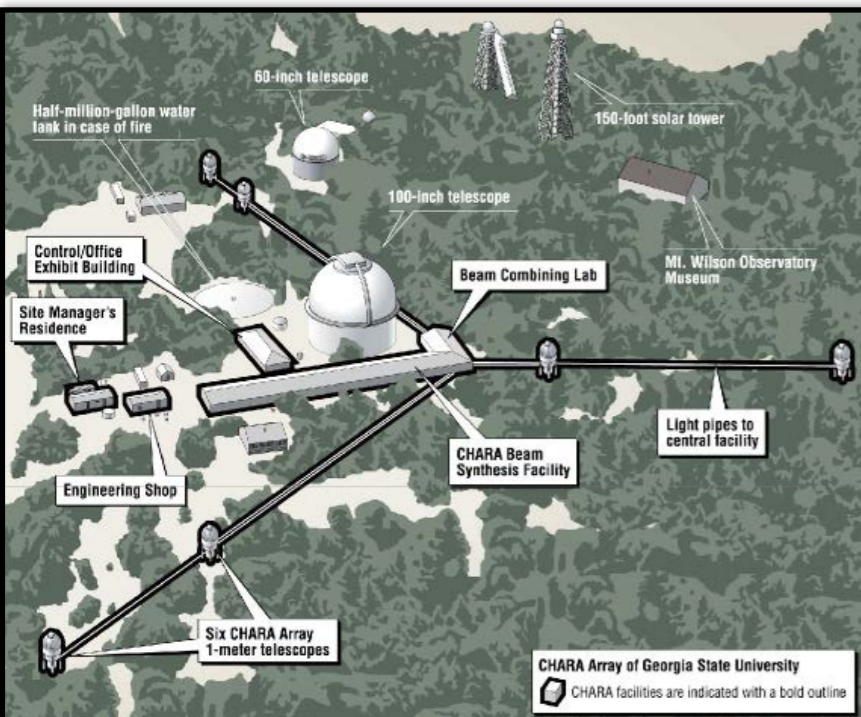 60-inch telescope
Half-million-gallon water
tank in case of fire
150-foot solar tower
100-inch telescope
Control/Office
Exhibit Building
Beam Combining Lab
Mt. Wilson Observatory
Museum
Site Manager's
Residence
Light pipes to
central facility
CHARA Beam
Synthesis Facility
Engineering Shop
Six CHARA Array
1-meter telescopes
CHARA Array of Georgia State University
CHARA facilities are indicated with a bold outline